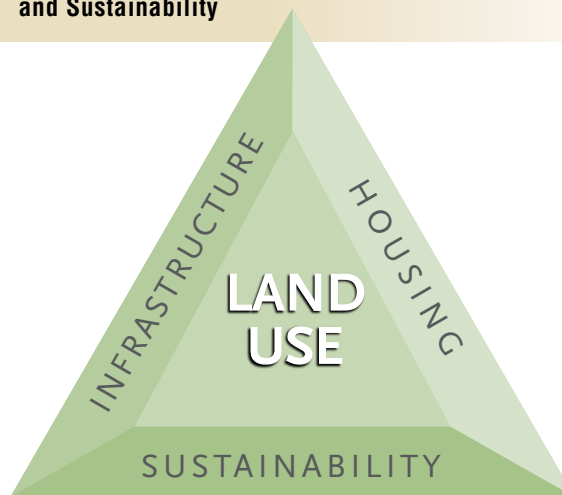 and Sustainability
INFRASTRUCTURE
HOUSING
LAND
USE
SUSTAINABILITY